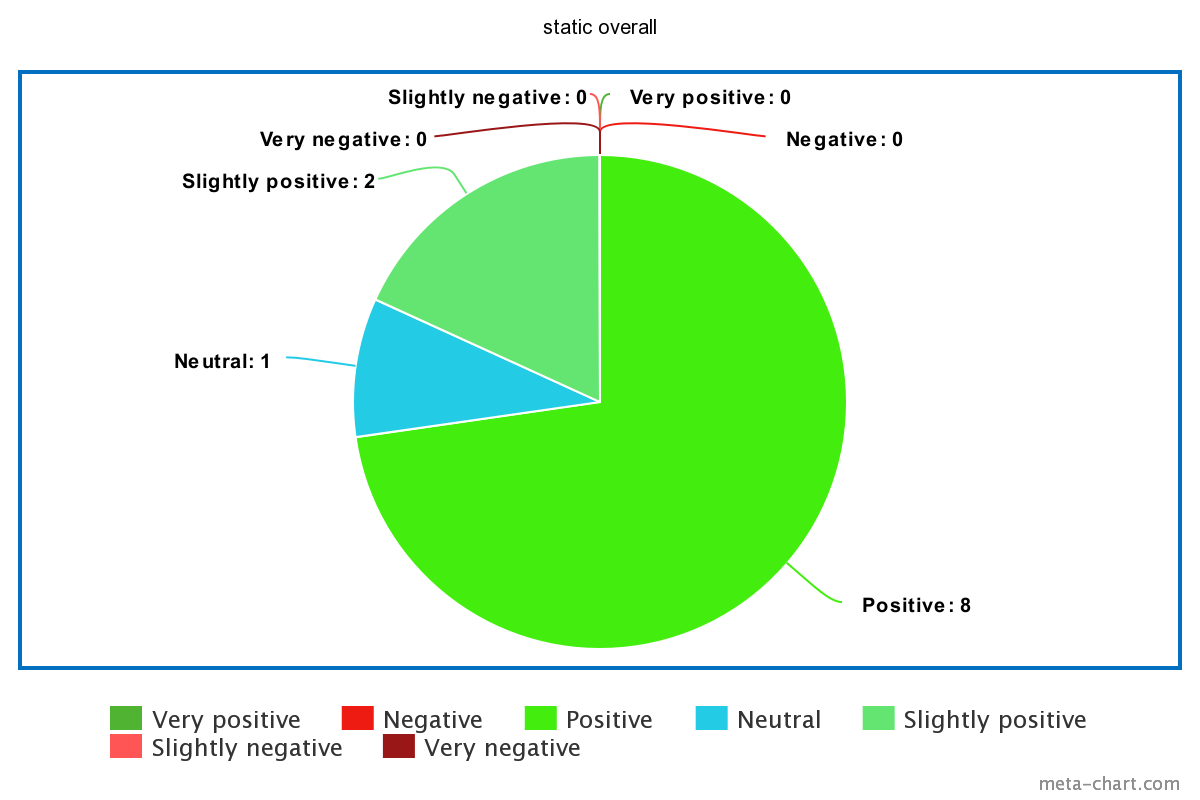 static overall
Slightly negative: 0
Very positive: 0
Very negative: 0
Negative: 0
Slightly positive: 2
Neutral: 1
Positive: 8
Very positive
Negative
Positive
Neutral
Slightly positive
Slightly negative
Very negative
meta-chart.com